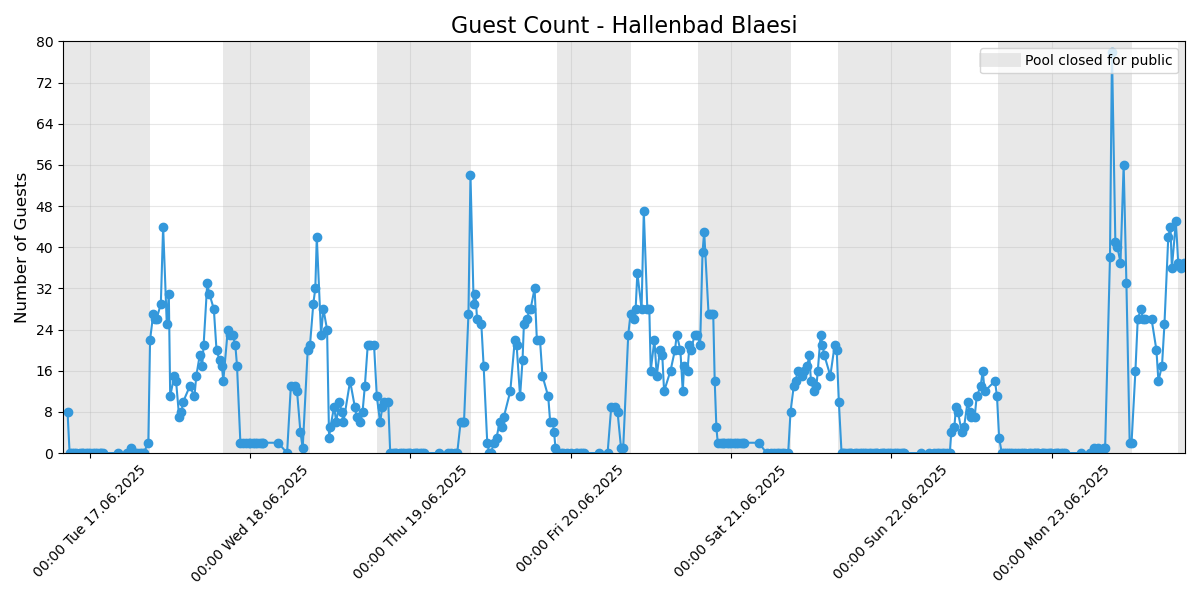 Guest Count - Hallenbad Blaesi
Pool closed for public
Number of Guests
80
72
64
56
48
40
32
24
16
8
0
00:00 Tue 17.06.2025
00:00 Wed 18.06.2025
00:00 Thu 19.06.2025
00:00 Fri 20.06.2025
00:00 Sat 21.06.2025
00:00 Sun 22.06.2025
00:00 Mon 23.06.2025